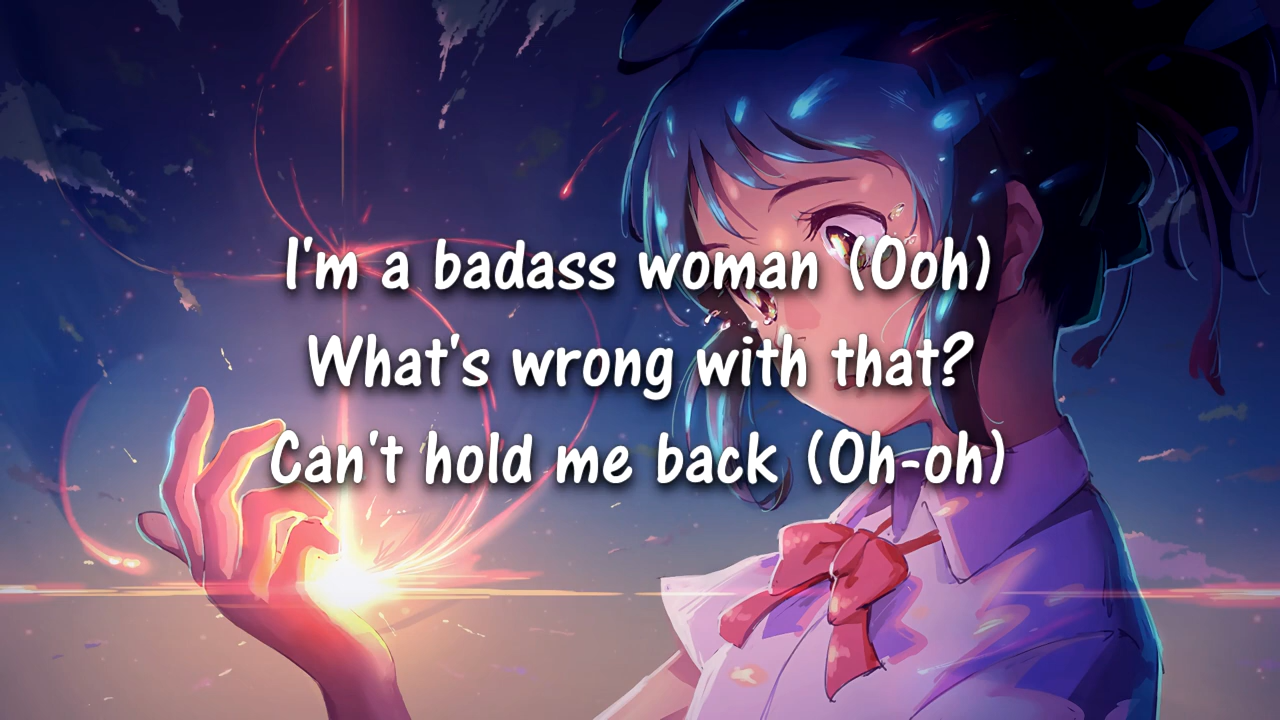 I'm a badass woman (Ooh)
What's wrong with that?
Can't hold me back (Oh-oh)